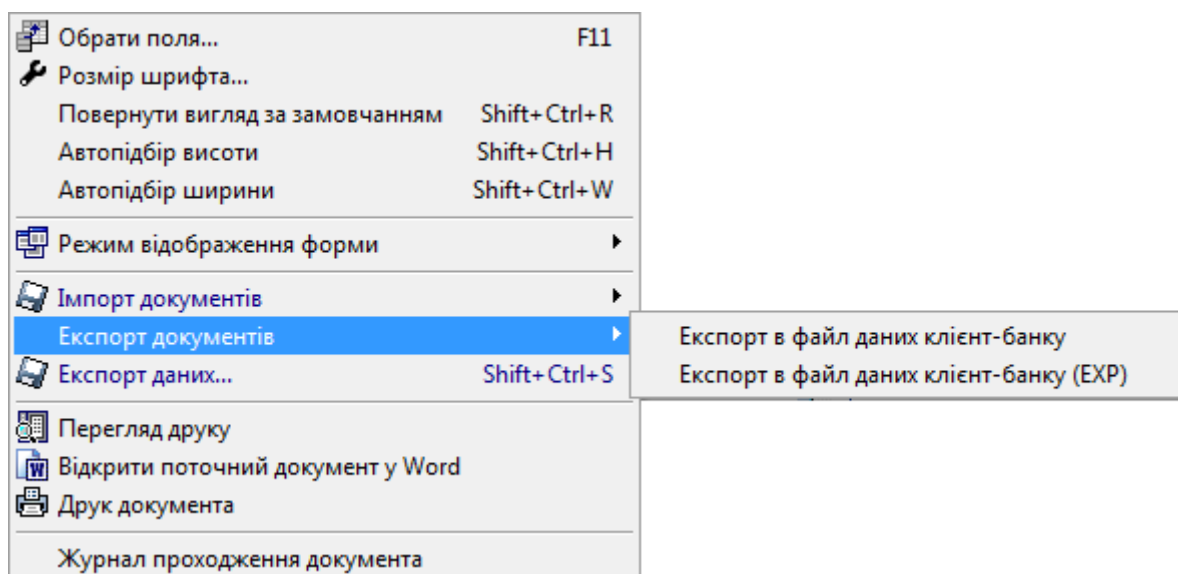 Обрати поля... F11
Розмір шрифта...
Повернути вигляд за замовчанням Shift+Ctrl+R
Автопідбір висоти Shift+Ctrl+H
Автопідбір ширини Shift+Ctrl+W
Режим відображення форми
Імпорт документів
Експорт документів
Експорт в файл даних клієнт-банку
Експорт даних... Shift+Ctrl+S
Експорт в файл даних клієнт-банку (EXP)
Перегляд друку
Відкрити поточний документ у Word
Друк документа
Журнал проходження документа